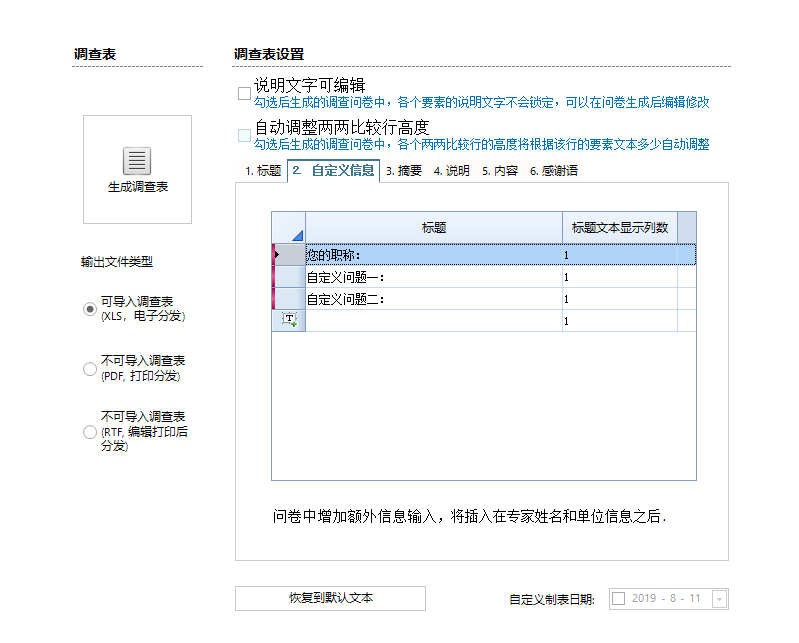 调查表
生成调查表
输出文件类型
可导入调查表
(XLS，电子分发)
不可导入调查表
(PDF, 打印分发)
不可导入调查表
(RTF, 编辑打印后
分发)
调查表设置
说明文字可编辑
勾选后生成的调查问卷中，各个要素的说明文字不会锁定，可以在问卷生成后编辑修改
自动调整两两比较行高度
勾选后生成的调查问卷中，各个两两比较行的高度将根据该行的要素文本多少自动调整
1. 标题 2. 自定义信息 3. 摘要 4. 说明 5. 内容 6. 感谢语
标题 标题文本显示列数
您的职称： 1
自定义问题一： 1
自定义问题二： 1
1
问卷中增加额外信息输入，将插入在专家姓名和单位信息之后.
恢复到默认文本
自定义制表日期: 2019 - 8 - 11